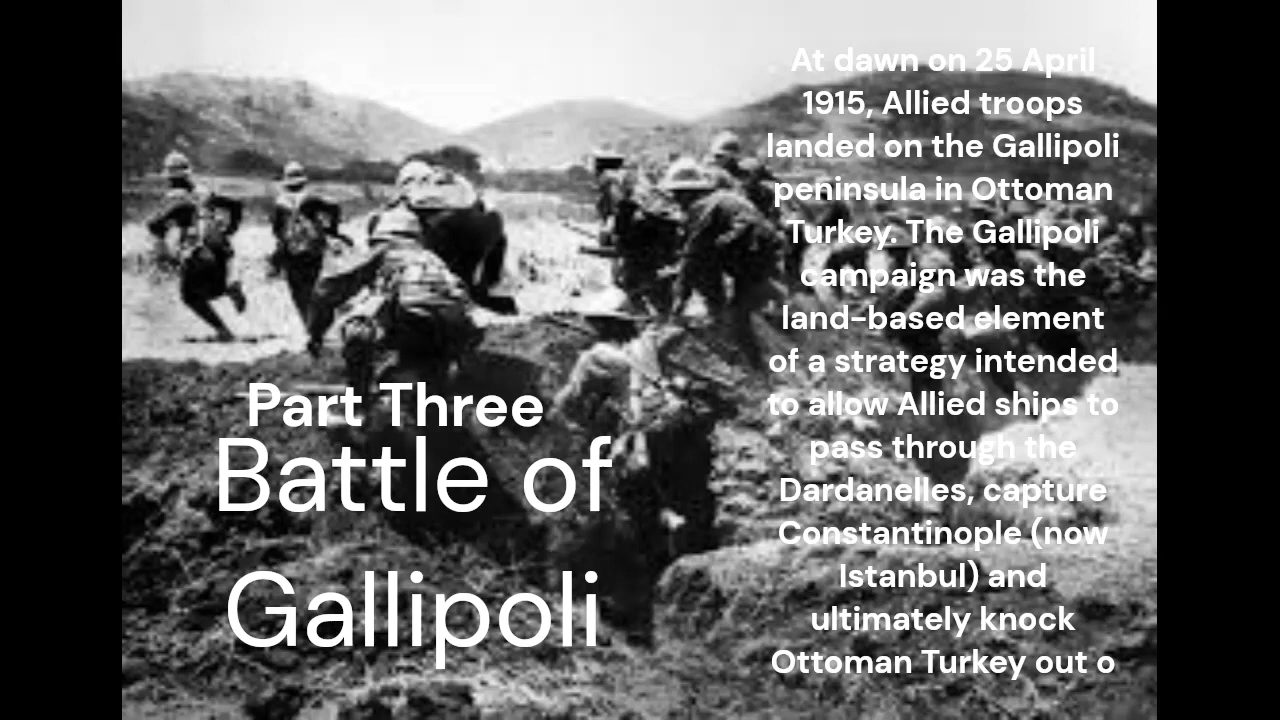 Part Three
Battle of
Gallipoli
At dawn on 25 April
1915, Allied troops
landed on the Gallipoli
peninsula in Ottoman
Turkey. The Gallipoli
campaign was the
land-based element
of a strategy intended
to allow Allied ships to
pass through the
Dardanelles, capture
Constantinople (now
Istanbul) and
ultimately knock
Ottoman Turkey out o